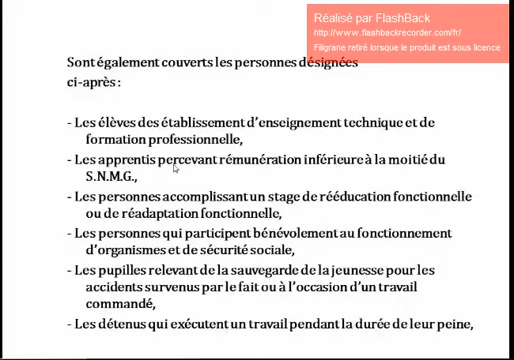 Réalisé par FlashBack
http://www.flashbackrecorder.com/fr/
Filigrane retiré lorsque le produit est sous licence
Sont également couverts les personnes désignées
ci-après :
- Les élèves des établissement d'enseignement technique et de
formation professionnelle,
- Les apprentis percevant rémunération inférieure à la moitié du
S.N.M.G.,
- Les personnes accomplissant un stage de rééducation fonctionnelle
ou de réadaptation fonctionnelle,
- Les personnes qui participent bénévolement au fonctionnement
d'organismes et de sécurité sociale,
- Les pupilles relevant de la sauvegarde de la jeunesse pour les
accidents survenus par le fait ou à l'occasion d'un travail
commandé,
- Les détenus qui exécutent un travail pendant la durée de leur peine,